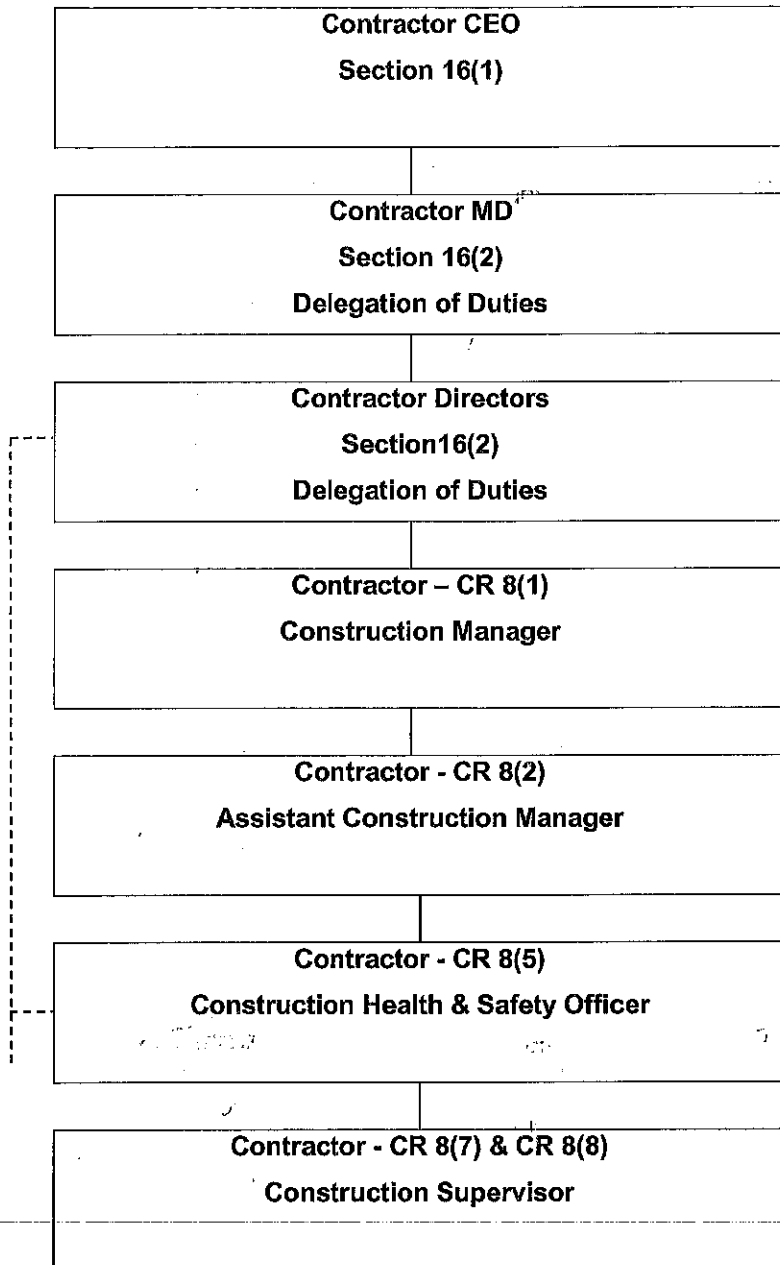 Contractor CEO
Section 16(1)
Contractor MD
Section 16(2)
Delegation of Duties
Contractor Directors
Section16(2)
Delegation of Duties
Contractor – CR 8(1)
Construction Manager
Contractor - CR 8(2)
Assistant Construction Manager
Contractor - CR 8(5)
Construction Health & Safety Officer
Contractor - CR 8(7) & CR 8(8)
Construction Supervisor